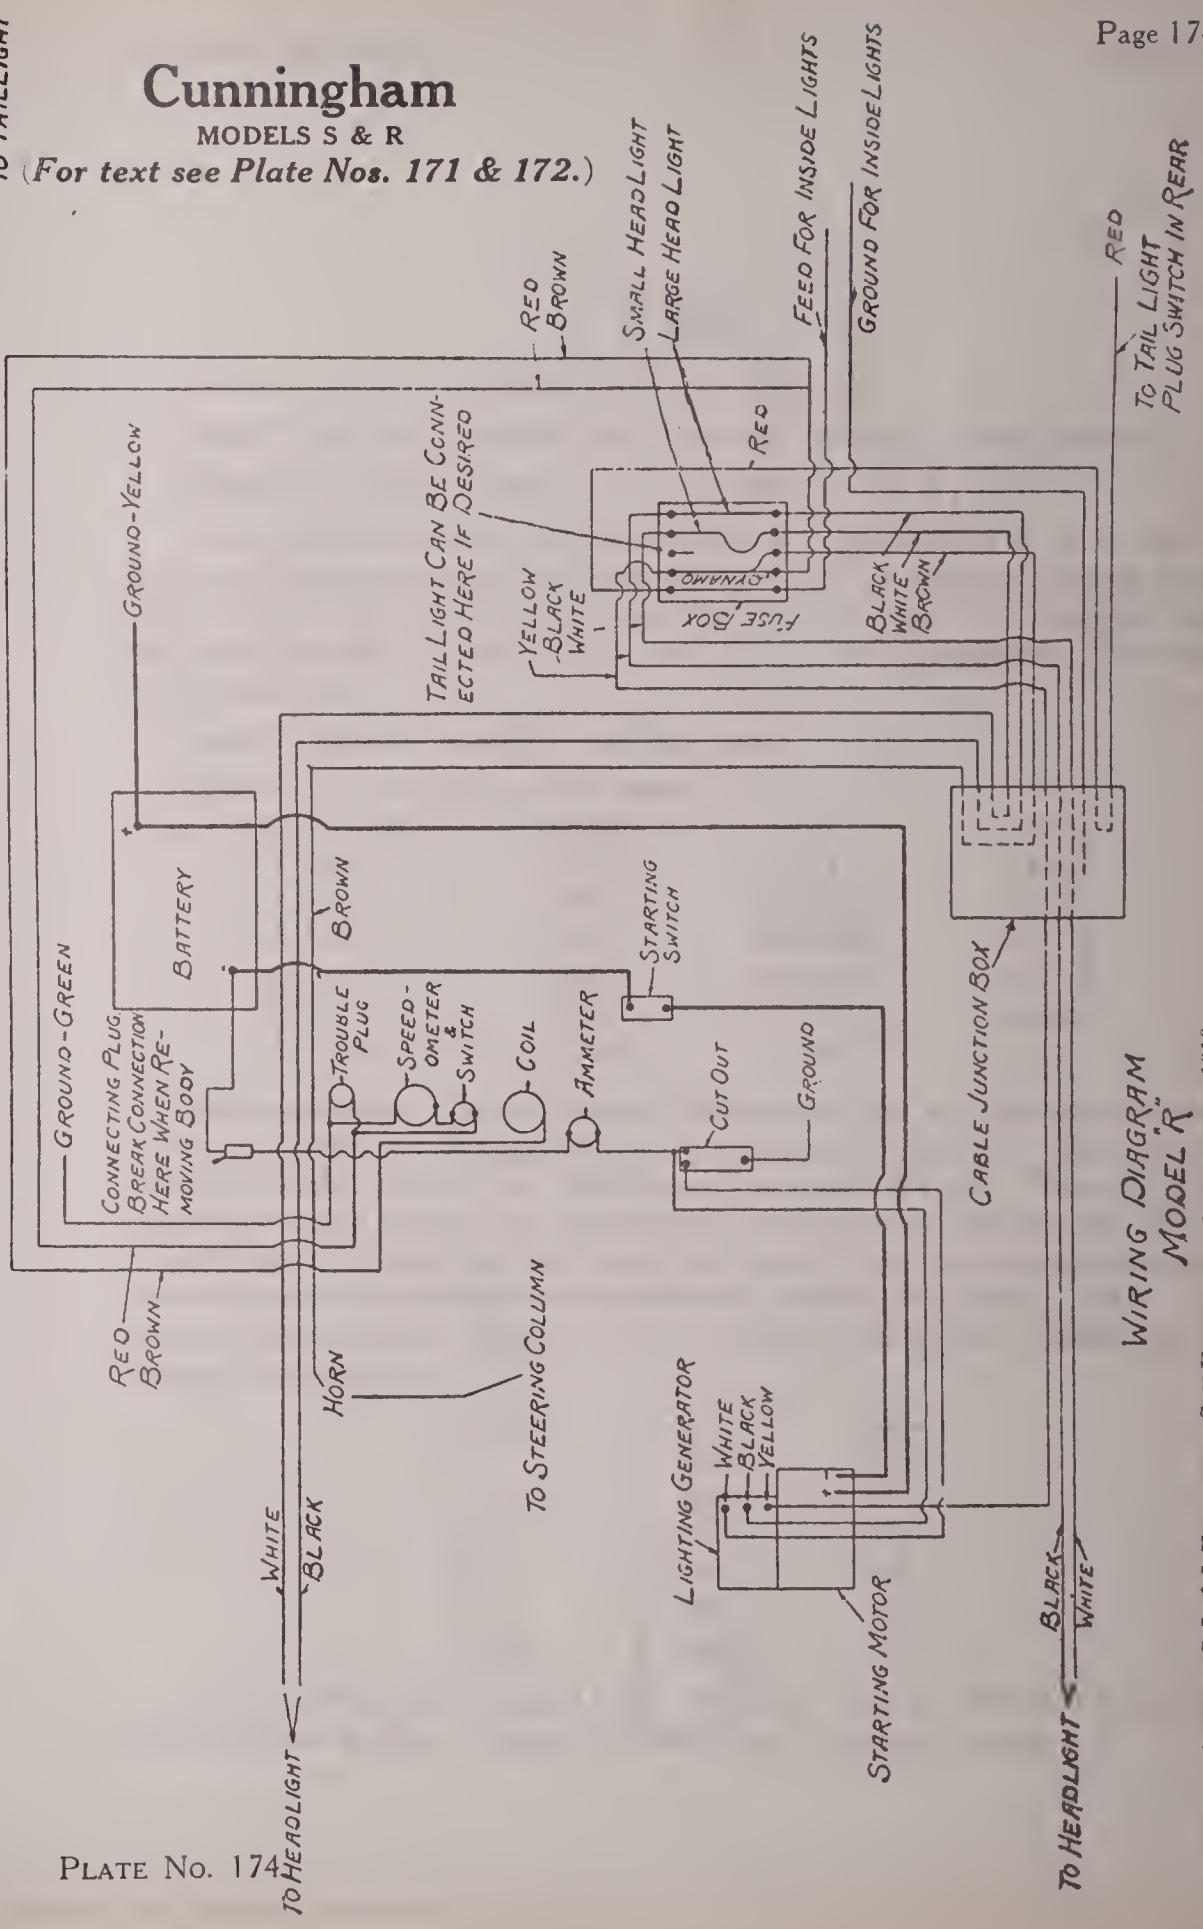 Page 17
TO TAILLIGHT
Cunningham
MODELS S & R
(For text see Plate Nos. 171 & 172.)
RED
BROWN
SMALL HEAD LIGHT
LARGE HEAD LIGHT
FEED FOR INSIDE LIGHTS
GROUND FOR INSIDE LIGHTS
RED
TO TAIL LIGHT
PLUG SWITCH IN REAR
GROUND-YELLOW
TAIL LIGHT CAN BE CONN-
ECTED HERE IF DESIRED
RED
YELLOW
BLACK
WHITE
DYNAMO
FUSE BOX
BLACK
WHITE
BROWN
GROUND-GREEN
BATTERY
+
-
BROWN
STARTING
SWITCH
CONNECTING PLUG
BREAK CONNECTION
HERE WHEN RE-
MOVING BODY
TROUBLE
PLUG
SPEED-
OMETER
&
SWITCH
COIL
AMMETER
CUT OUT
GROUND
CABLE JUNCTION BOX
RED
BROWN
HORN
TO STEERING COLUMN
WHITE
BLACK
LIGHTING GENERATOR
WHITE
BLACK
YELLOW
+
-
STARTING MOTOR
BLACK
WHITE
TO HEADLIGHT
TO HEADLIGHT
WIRING DIAGRAM
MODEL "R"
PLATE No. 174